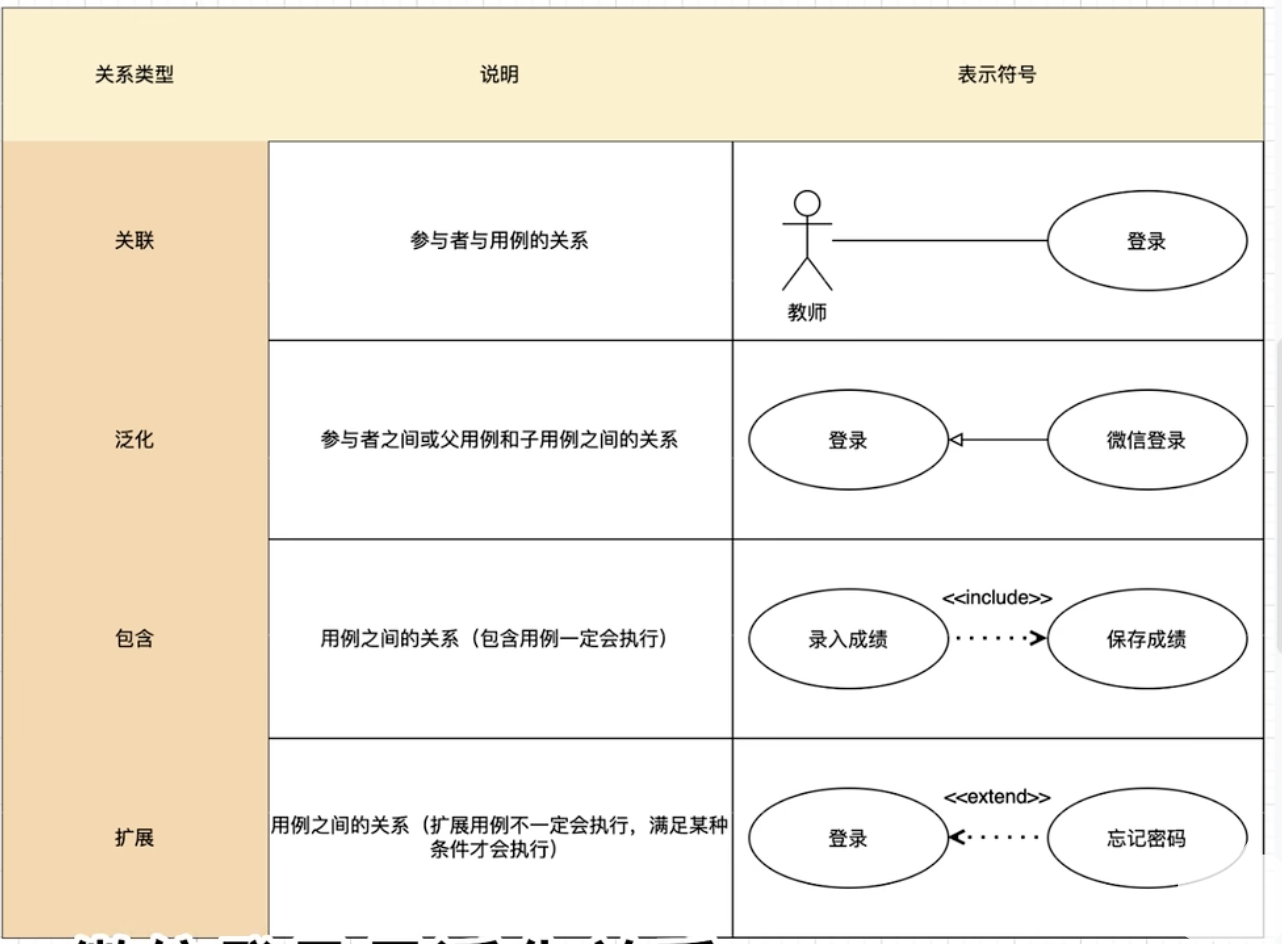 关系类型
说明
表示符号
关联
参与者与用例的关系
登录
教师
泛化
参与者之间或父用例和子用例之间的关系
登录
微信登录
包含
用例之间的关系（包含用例一定会执行）
<<include>>
录入成绩
保存成绩
扩展
用例之间的关系（扩展用例不一定会执行，满足某种
条件才会执行）
<<extend>>
登录
忘记密码